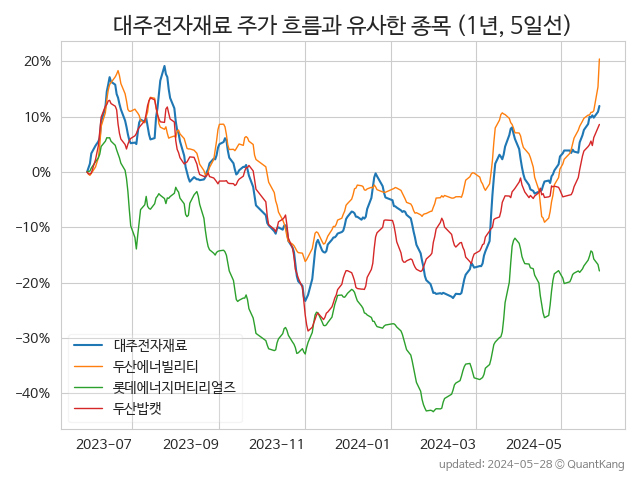 대주전자재료 주가 흐름과 유사한 종목 (1년, 5일선)
20%
10%
0%
−10%
−20%
−30%
−40%
대주전자재료
두산에너빌리티
롯데에너지머티리얼즈
두산밥캣
2023−07 2023−09 2023−11 2024−01 2024−03 2024−05
updated: 2024-05-28 © QuantKang